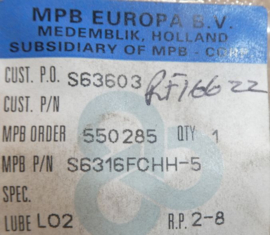 MPB EUROPA B.V.
MEDEMBLIK, HOLLAND
SUBSIDIARY OF MPB - CORP
CUST. P.O. S63603
CUST. P/N
MPB ORDER 550285 QTY 1
MPB P/N S6316FCHH-5
SPEC.
LUBE LO2 R.P. 2-8